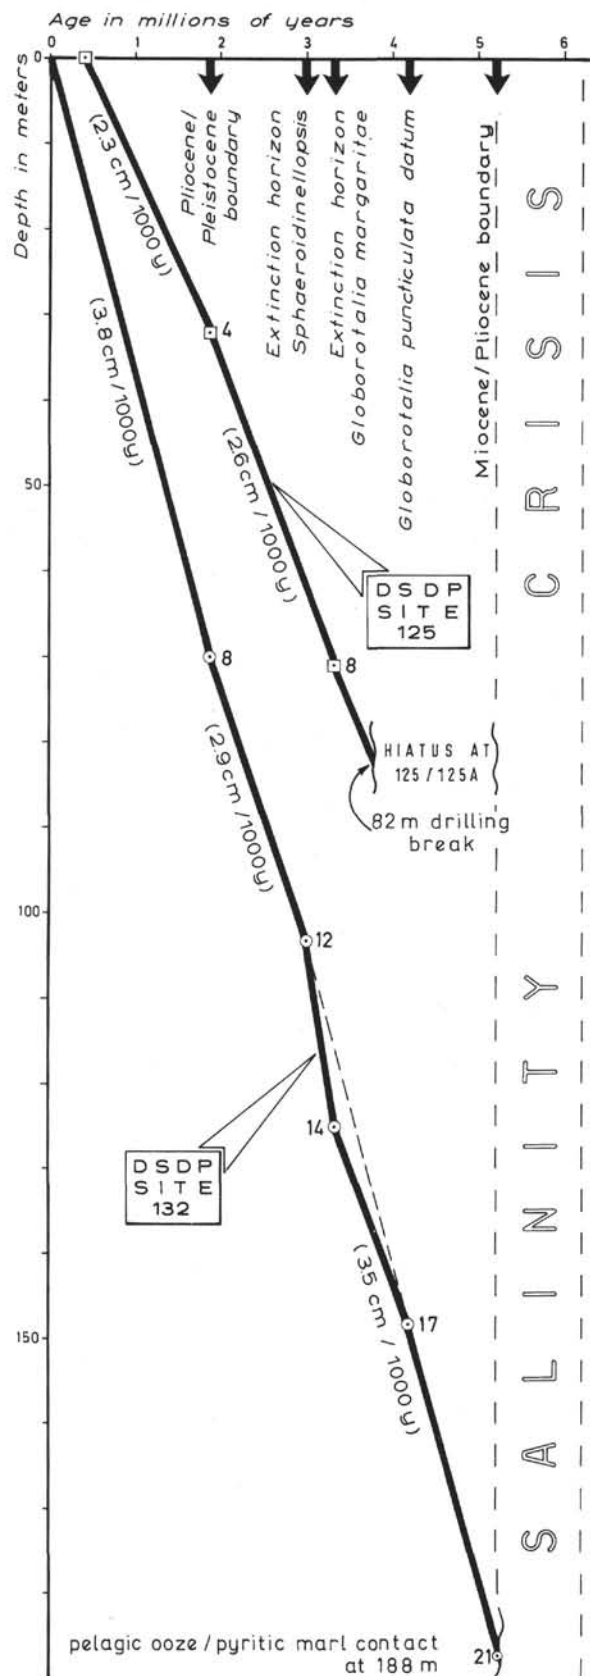 Age in millions of years
0 1 2 3 4 5 6
Depth in meters
0
50
100
150
Pliocene/
Pleistocene
boundary
Extinction horizon
Sphaeroidinellopsis
Extinction horizon
Globorotalia margaritae
Globorotalia puncticulata datum
Miocene/Pliocene boundary
SALINITY CRISIS
(2.3 cm/1000y)
4
(3.8cm/1000y)
(2.6cm/1000y)
DSDP
SITE
125
8
8
HIATUS AT
125/125A
82m drilling
break
(2.9cm/1000y)
12
14
DSDP
SITE
132
(3.5 cm/1000y)
17
21
pelagic ooze/pyritic marl contact
at 188 m